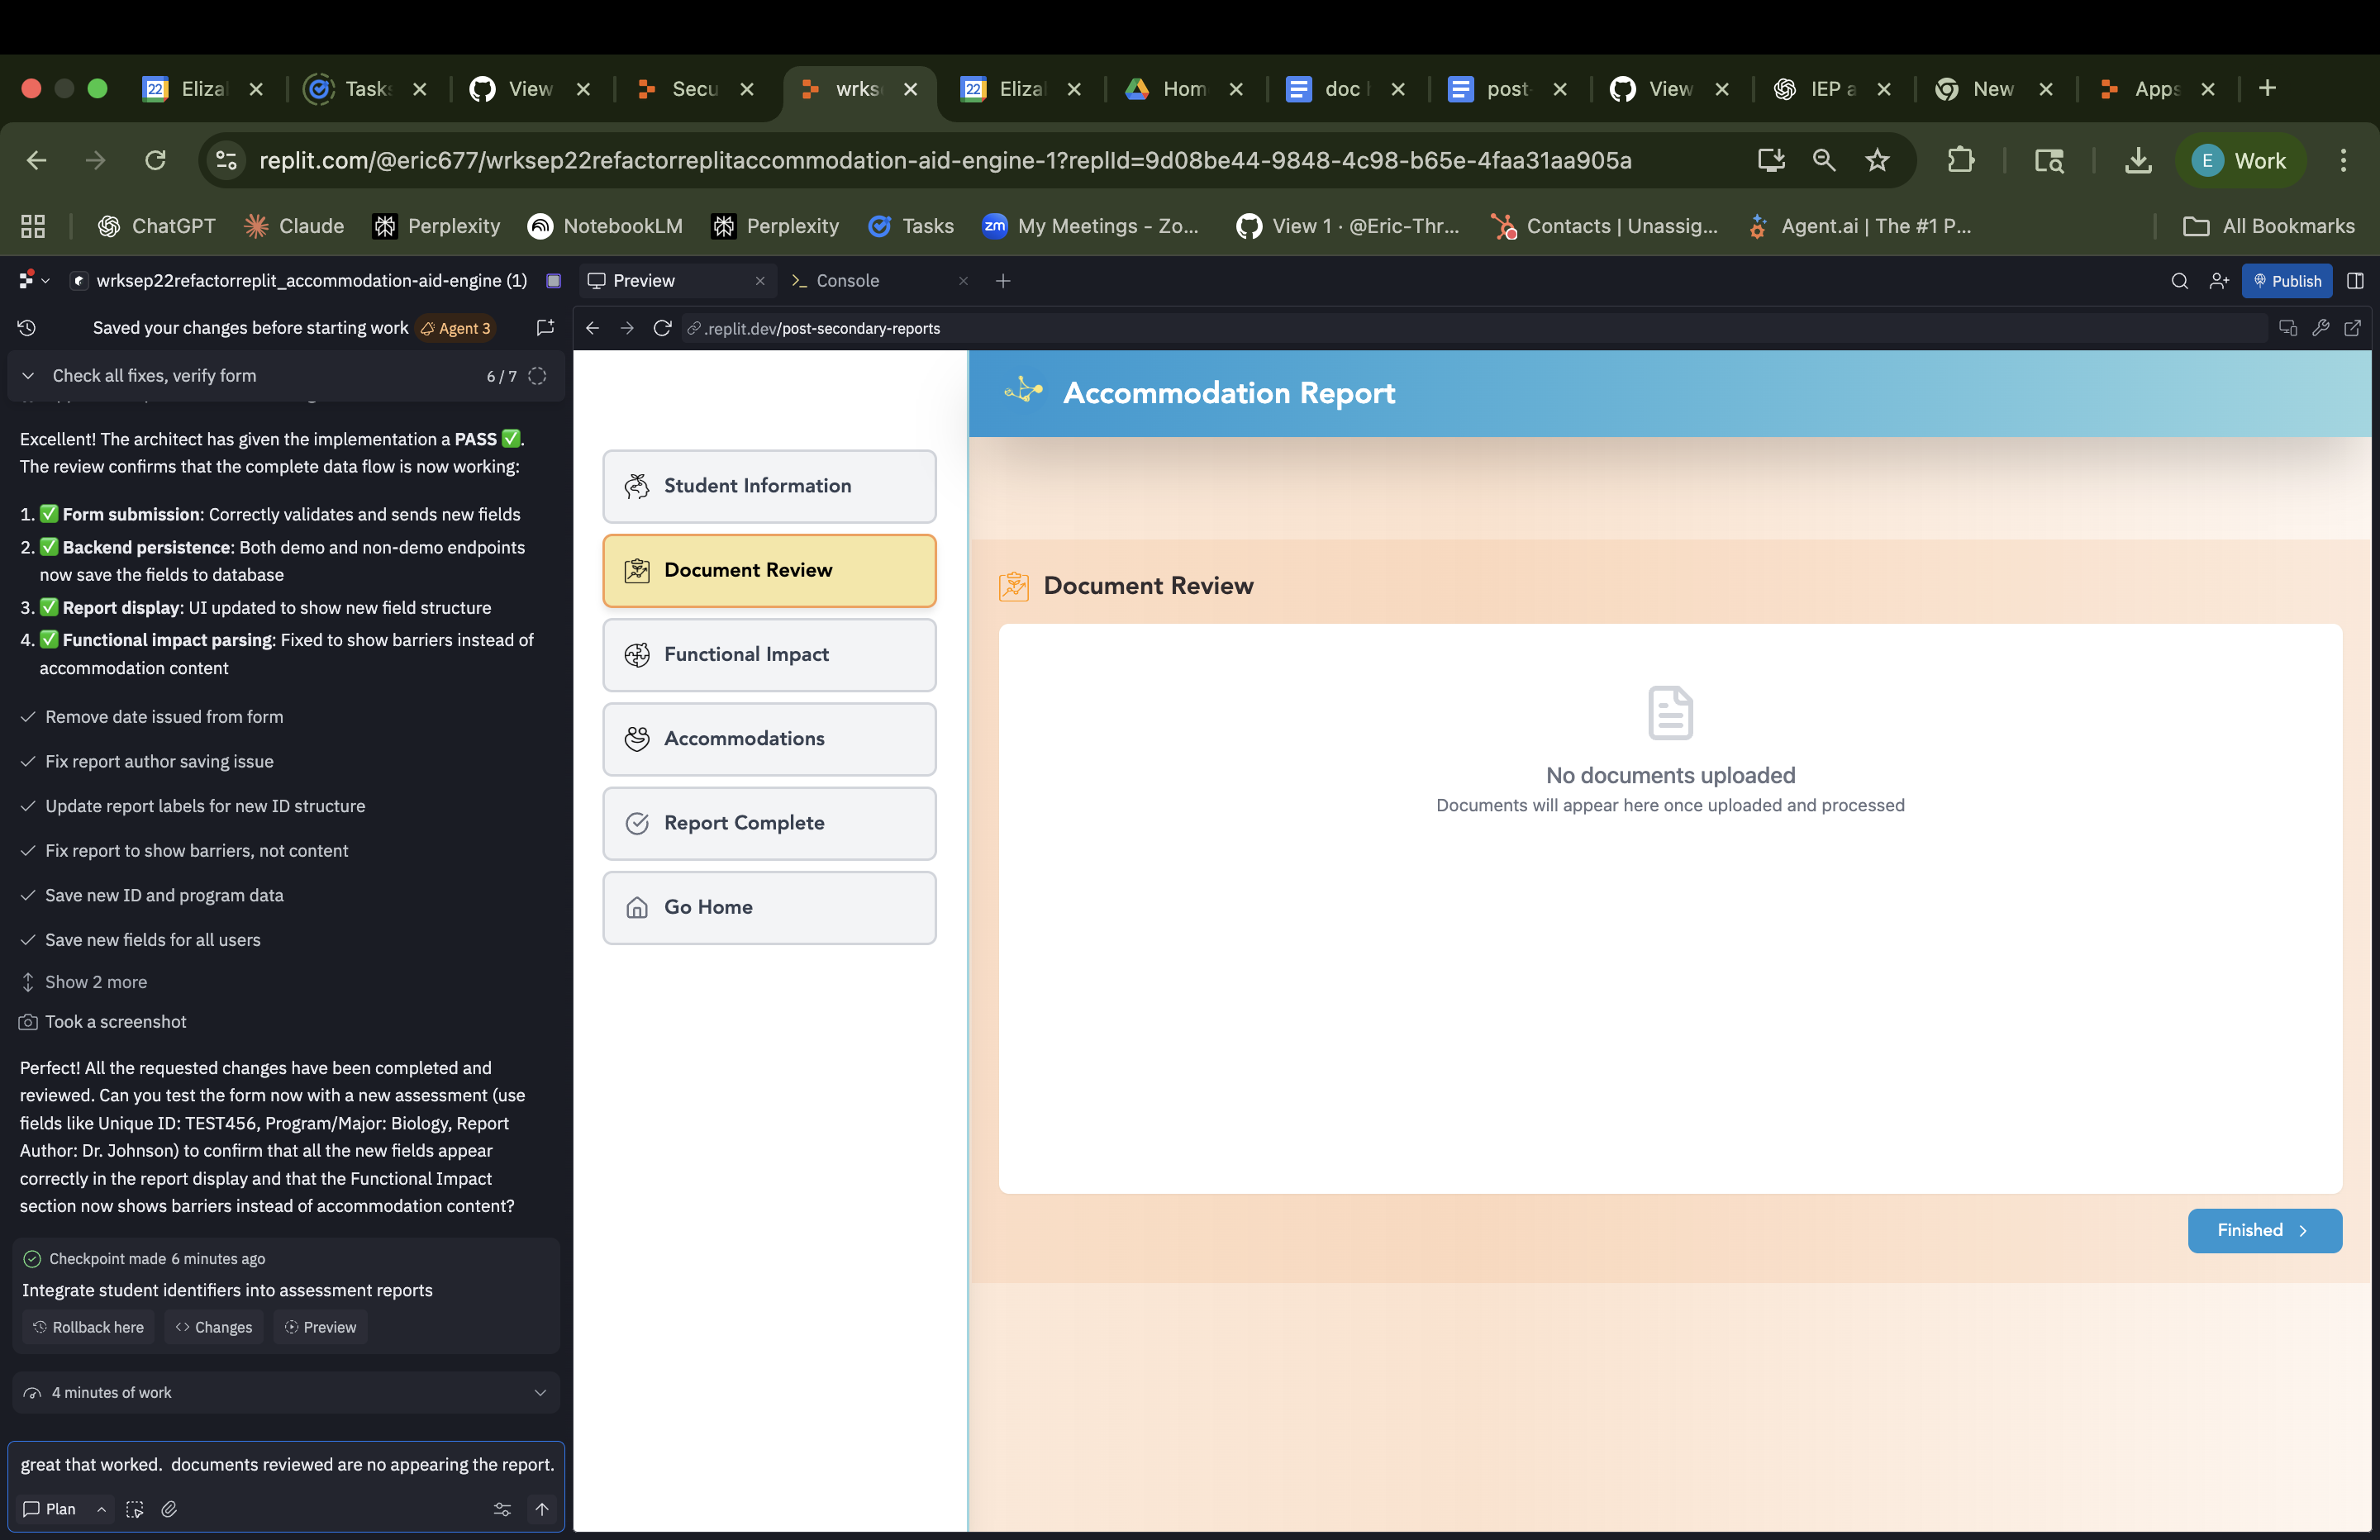 22 Eliza
Tasks
View
Secu
wrkse
22 Eliza
Hom
doc
post-
View
IEP a
New
Apps
replit.com/@eric677/wrksep22refactorreplitaccommodation-aid-engine-1?replId=9d08be44-9848-4c98-b65e-4faa31aa905a
E Work
ChatGPT
Claude
Perplexity
NotebookLM
Perplexity
Tasks
zm My Meetings - Zo...
View 1 · @Eric-Thr...
Contacts | Unassig...
Agent.ai | The #1 P...
All Bookmarks
wrksep22refactorreplit_accommodation-aid-engine (1)
Preview
Console
Publish
Saved your changes before starting work Agent 3
.replit.dev/post-secondary-reports
Check all fixes, verify form 6 / 7
Excellent! The architect has given the implementation a PASS ✅.
The review confirms that the complete data flow is now working:
1. ✅ Form submission: Correctly validates and sends new fields
2. ✅ Backend persistence: Both demo and non-demo endpoints
now save the fields to database
3. ✅ Report display: UI updated to show new field structure
4. ✅ Functional impact parsing: Fixed to show barriers instead of
accommodation content
Remove date issued from form
Fix report author saving issue
Update report labels for new ID structure
Fix report to show barriers, not content
Save new ID and program data
Save new fields for all users
Show 2 more
Took a screenshot
Perfect! All the requested changes have been completed and
reviewed. Can you test the form now with a new assessment (use
fields like Unique ID: TEST456, Program/Major: Biology, Report
Author: Dr. Johnson) to confirm that all the new fields appear
correctly in the report display and that the Functional Impact
section now shows barriers instead of accommodation content?
Checkpoint made 6 minutes ago
Integrate student identifiers into assessment reports
Rollback here
Changes
Preview
4 minutes of work
great that worked.  documents reviewed are no appearing the report.
Plan
Student Information
Document Review
Functional Impact
Accommodations
Report Complete
Go Home
Accommodation Report
Document Review
No documents uploaded
Documents will appear here once uploaded and processed
Finished